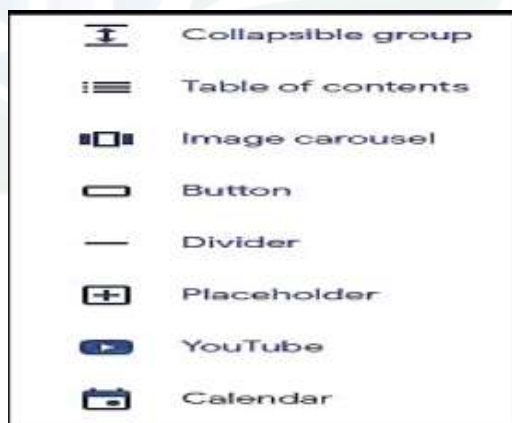 Collapsible group
Table of contents
Image carousel
Button
Divider
Placeholder
YouTube
Calendar